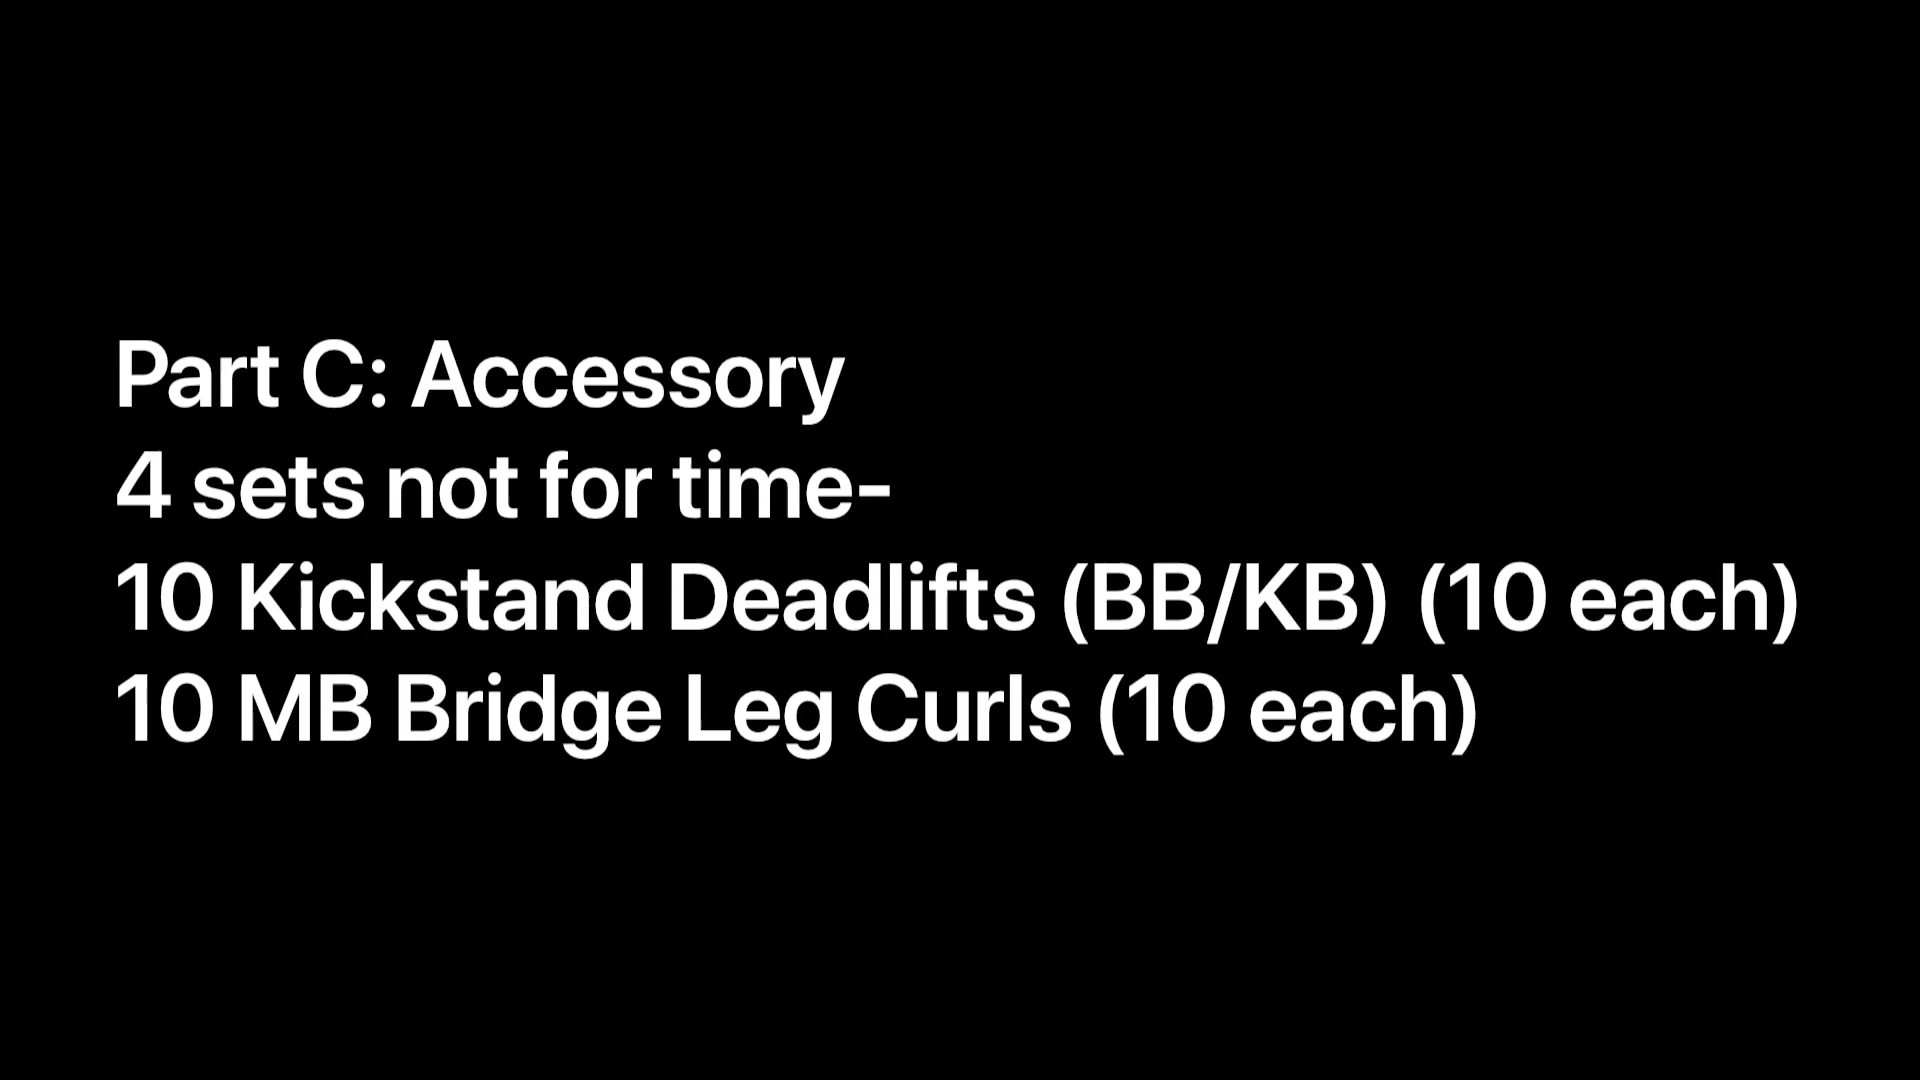 Part C: Accessory
4 sets not for time-
10 Kickstand Deadlifts (BB/KB) (10 each)
10 MB Bridge Leg Curls (10 each)